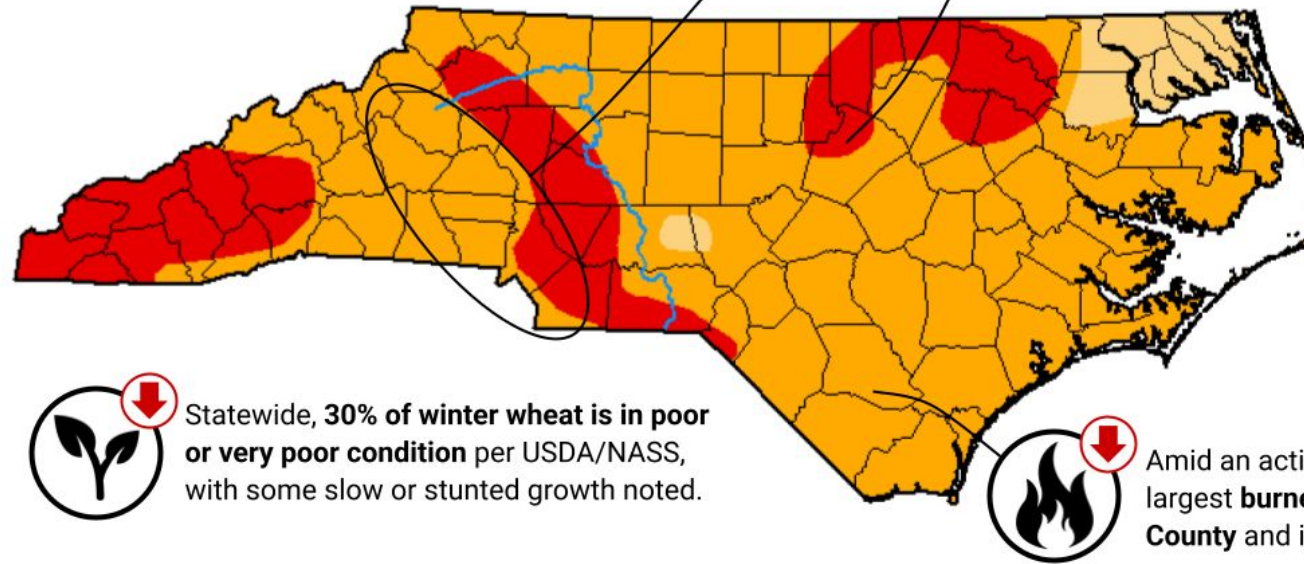 Statewide, 30% of winter wheat is in poor
or very poor condition per USDA/NASS,
with some slow or stunted growth noted.
Amid an acti
largest burne
County and i